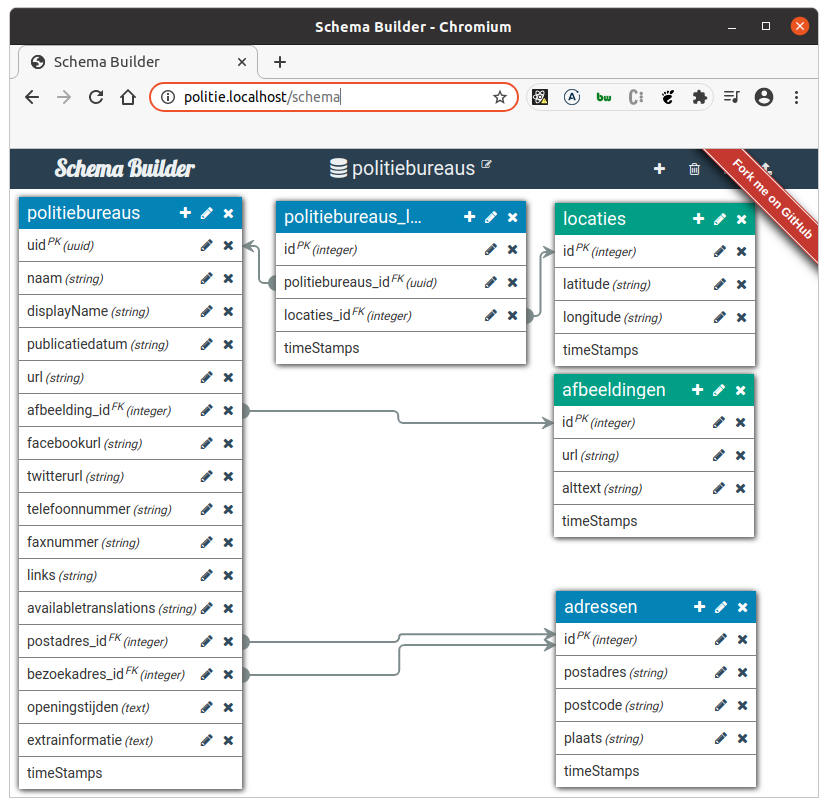 Schema Builder - Chromium
Schema Builder
politie.localhost/schema
bw
Schema Builder
politiebureaus
Fork me on GitHub
politiebureaus
uid PK (uuid)
naam (string)
displayName (string)
publicatiedatum (string)
url (string)
afbeelding_id FK (integer)
facebookurl (string)
twitterurl (string)
telefoonnummer (string)
faxnummer (string)
links (string)
availabletranslations (string)
postadres_id FK (integer)
bezoekadres_id FK (integer)
openingstijden (text)
extrainformatie (text)
timeStamps
politiebureaus_l...
id PK (integer)
politiebureaus_id FK (uuid)
locaties_id FK (integer)
timeStamps
locaties
id PK (integer)
latitude (string)
longitude (string)
timeStamps
afbeeldingen
id PK (integer)
url (string)
alttext (string)
timeStamps
adressen
id PK (integer)
postadres (string)
postcode (string)
plaats (string)
timeStamps